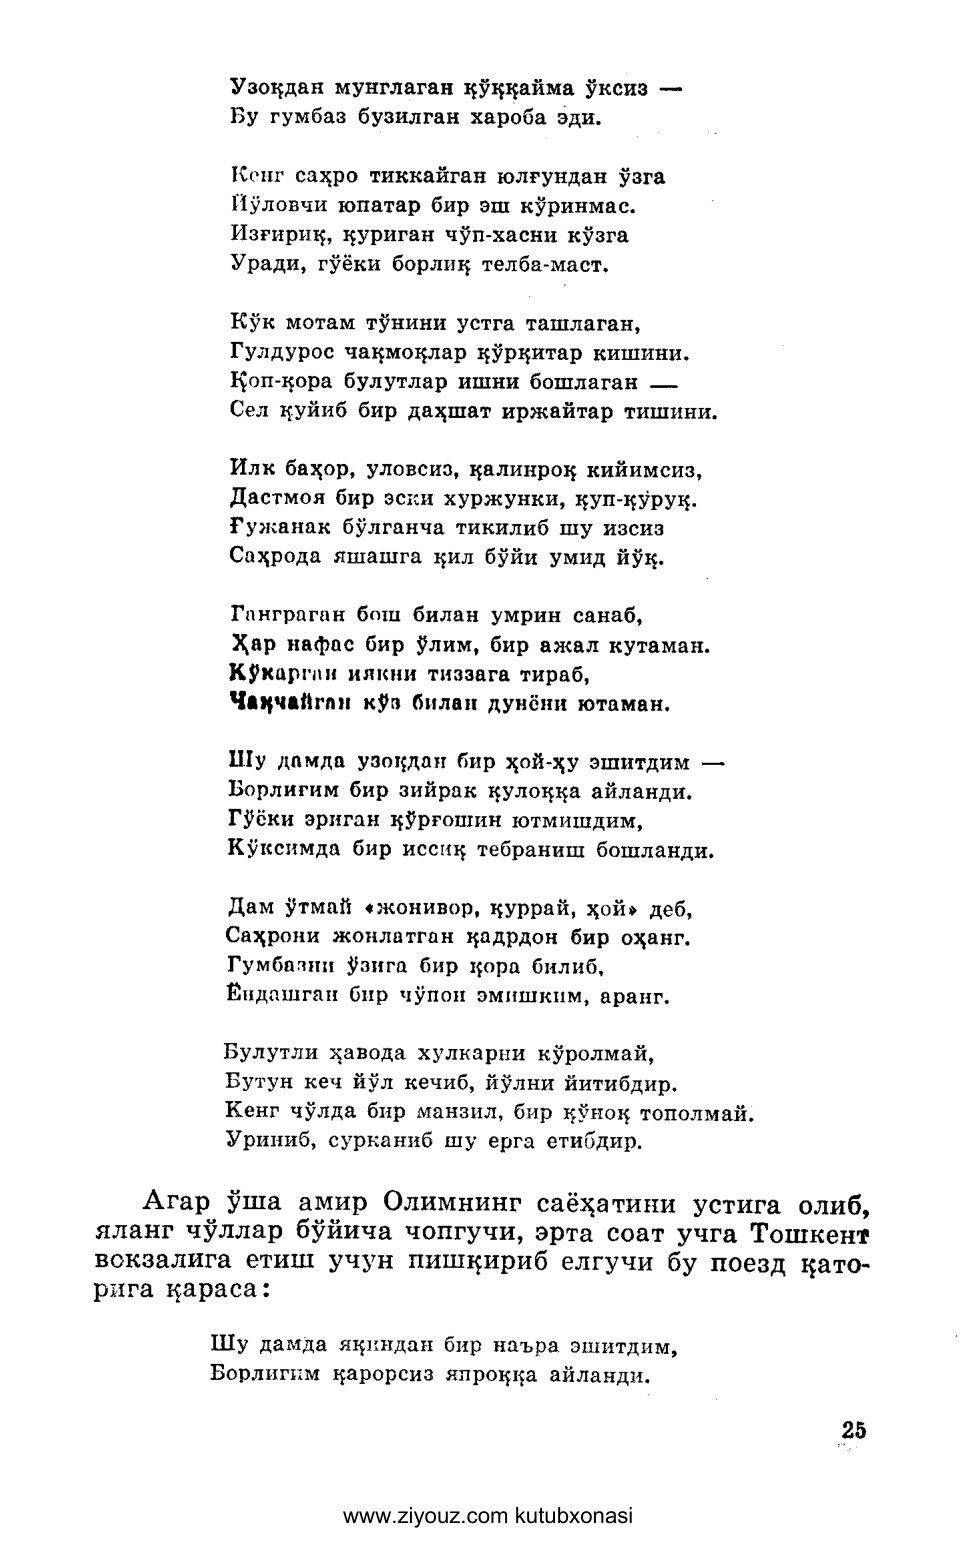 Узоқдан мунглаган қўққайма ўксиз —
Бу гумбаз бузилган хароба эди.
Кенг саҳро тиккайган юлғундан ўзга
Йўловчи юпатар бир эш кўринмас.
Изғириқ, қуриган чўп-хасни кўзга
Уради, гўёки борлиқ телба-маст.
Кўк мотам тўнини устга ташлаган,
Гулдурос чақмоқлар қўрқитар кишини.
Қоп-қора булутлар ишни бошлаган —
Сел қуйиб бир даҳшат иржайтар тишини.
Илк баҳор, уловсиз, қалинроқ кийимсиз,
Дастмоя бир эски хуржунки, қуп-қуруқ.
Ғужанак бўлганча тикилиб шу изсиз
Саҳрода яшашга қил бўйи умид йўқ.
Ганграган бош билан умрин санаб,
Ҳар нафас бир ўлим, бир ажал кутаман.
Кўкарган иякни тиззага тираб,
Чақчайган кўз билан дунёни ютаман.
Шу дамда узоқдан бир ҳой-ҳу эшитдим —
Борлигим бир зийрак қулоққа айланди.
Гўёки эриган қўрғошин ютмишдим,
Кўксимда бир иссиқ тебраниш бошланди.
Дам ўтмай «жонивор, қуррай, ҳой» деб,
Саҳрони жонлатган қадрдон бир оҳанг.
Гумбазни ўзига бир қора билиб,
Ёндашган бир чўпон эмишким, аранг.
Булутли ҳавода хулкарни кўролмай,
Бутун кеч йўл кечиб, йўлни йитибдир.
Кенг чўлда бир манзил, бир қўноқ тополмай.
Уриниб, сурканиб шу ерга етибдир.
Агар ўша амир Олимнинг саёҳатини устига олиб,
яланг чўллар бўйича чопгучи, эрта соат учга Тошкент
вокзалига етиш учун пишқириб елгучи бу поезд қато-
рига қараса:
Шу дамда яқиндан бир наъра эшитдим,
Борлигим қарорсиз япроққа айланди.
25
www.ziyouz.com kutubxonasi